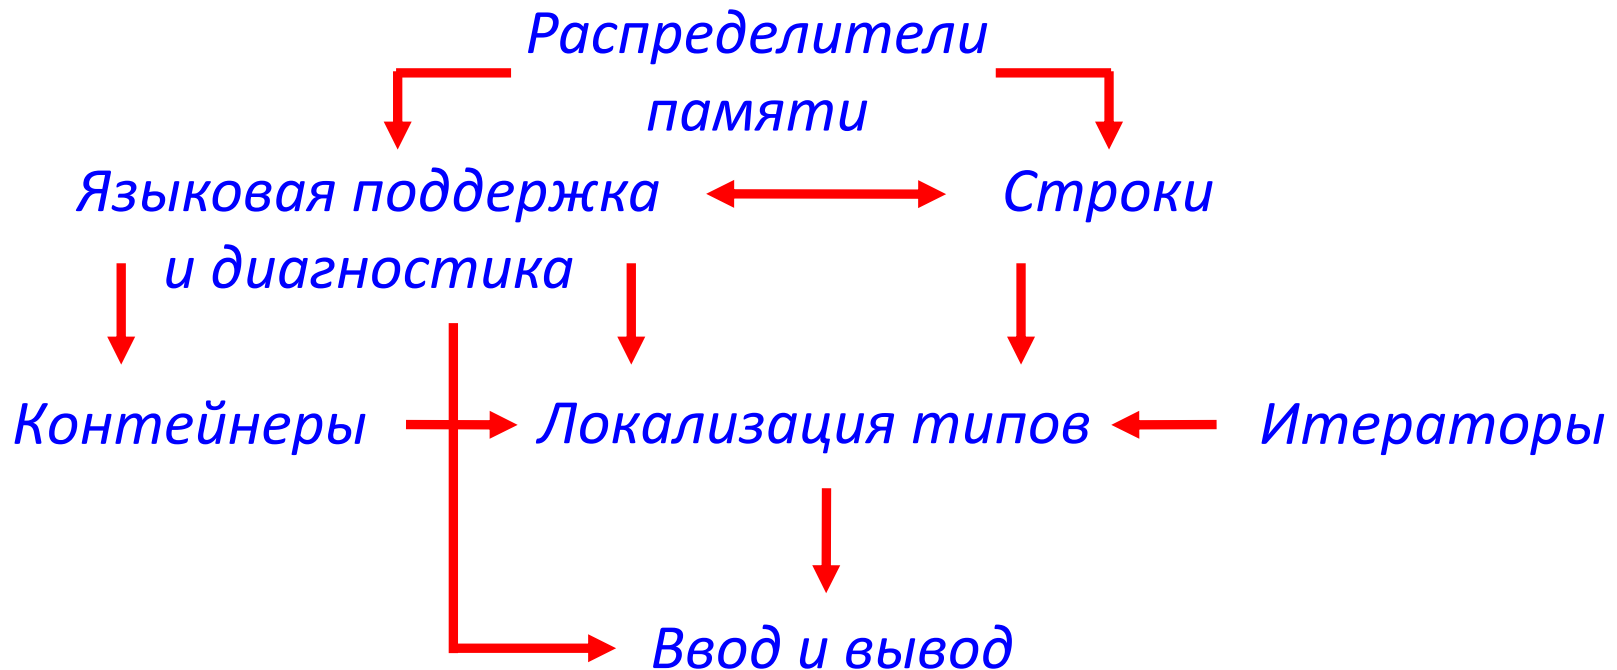 Распределители
памяти
Языковая поддержка
Строки
и диагностика
Контейнеры
Локализация типов
Итераторы
Ввод и вывод